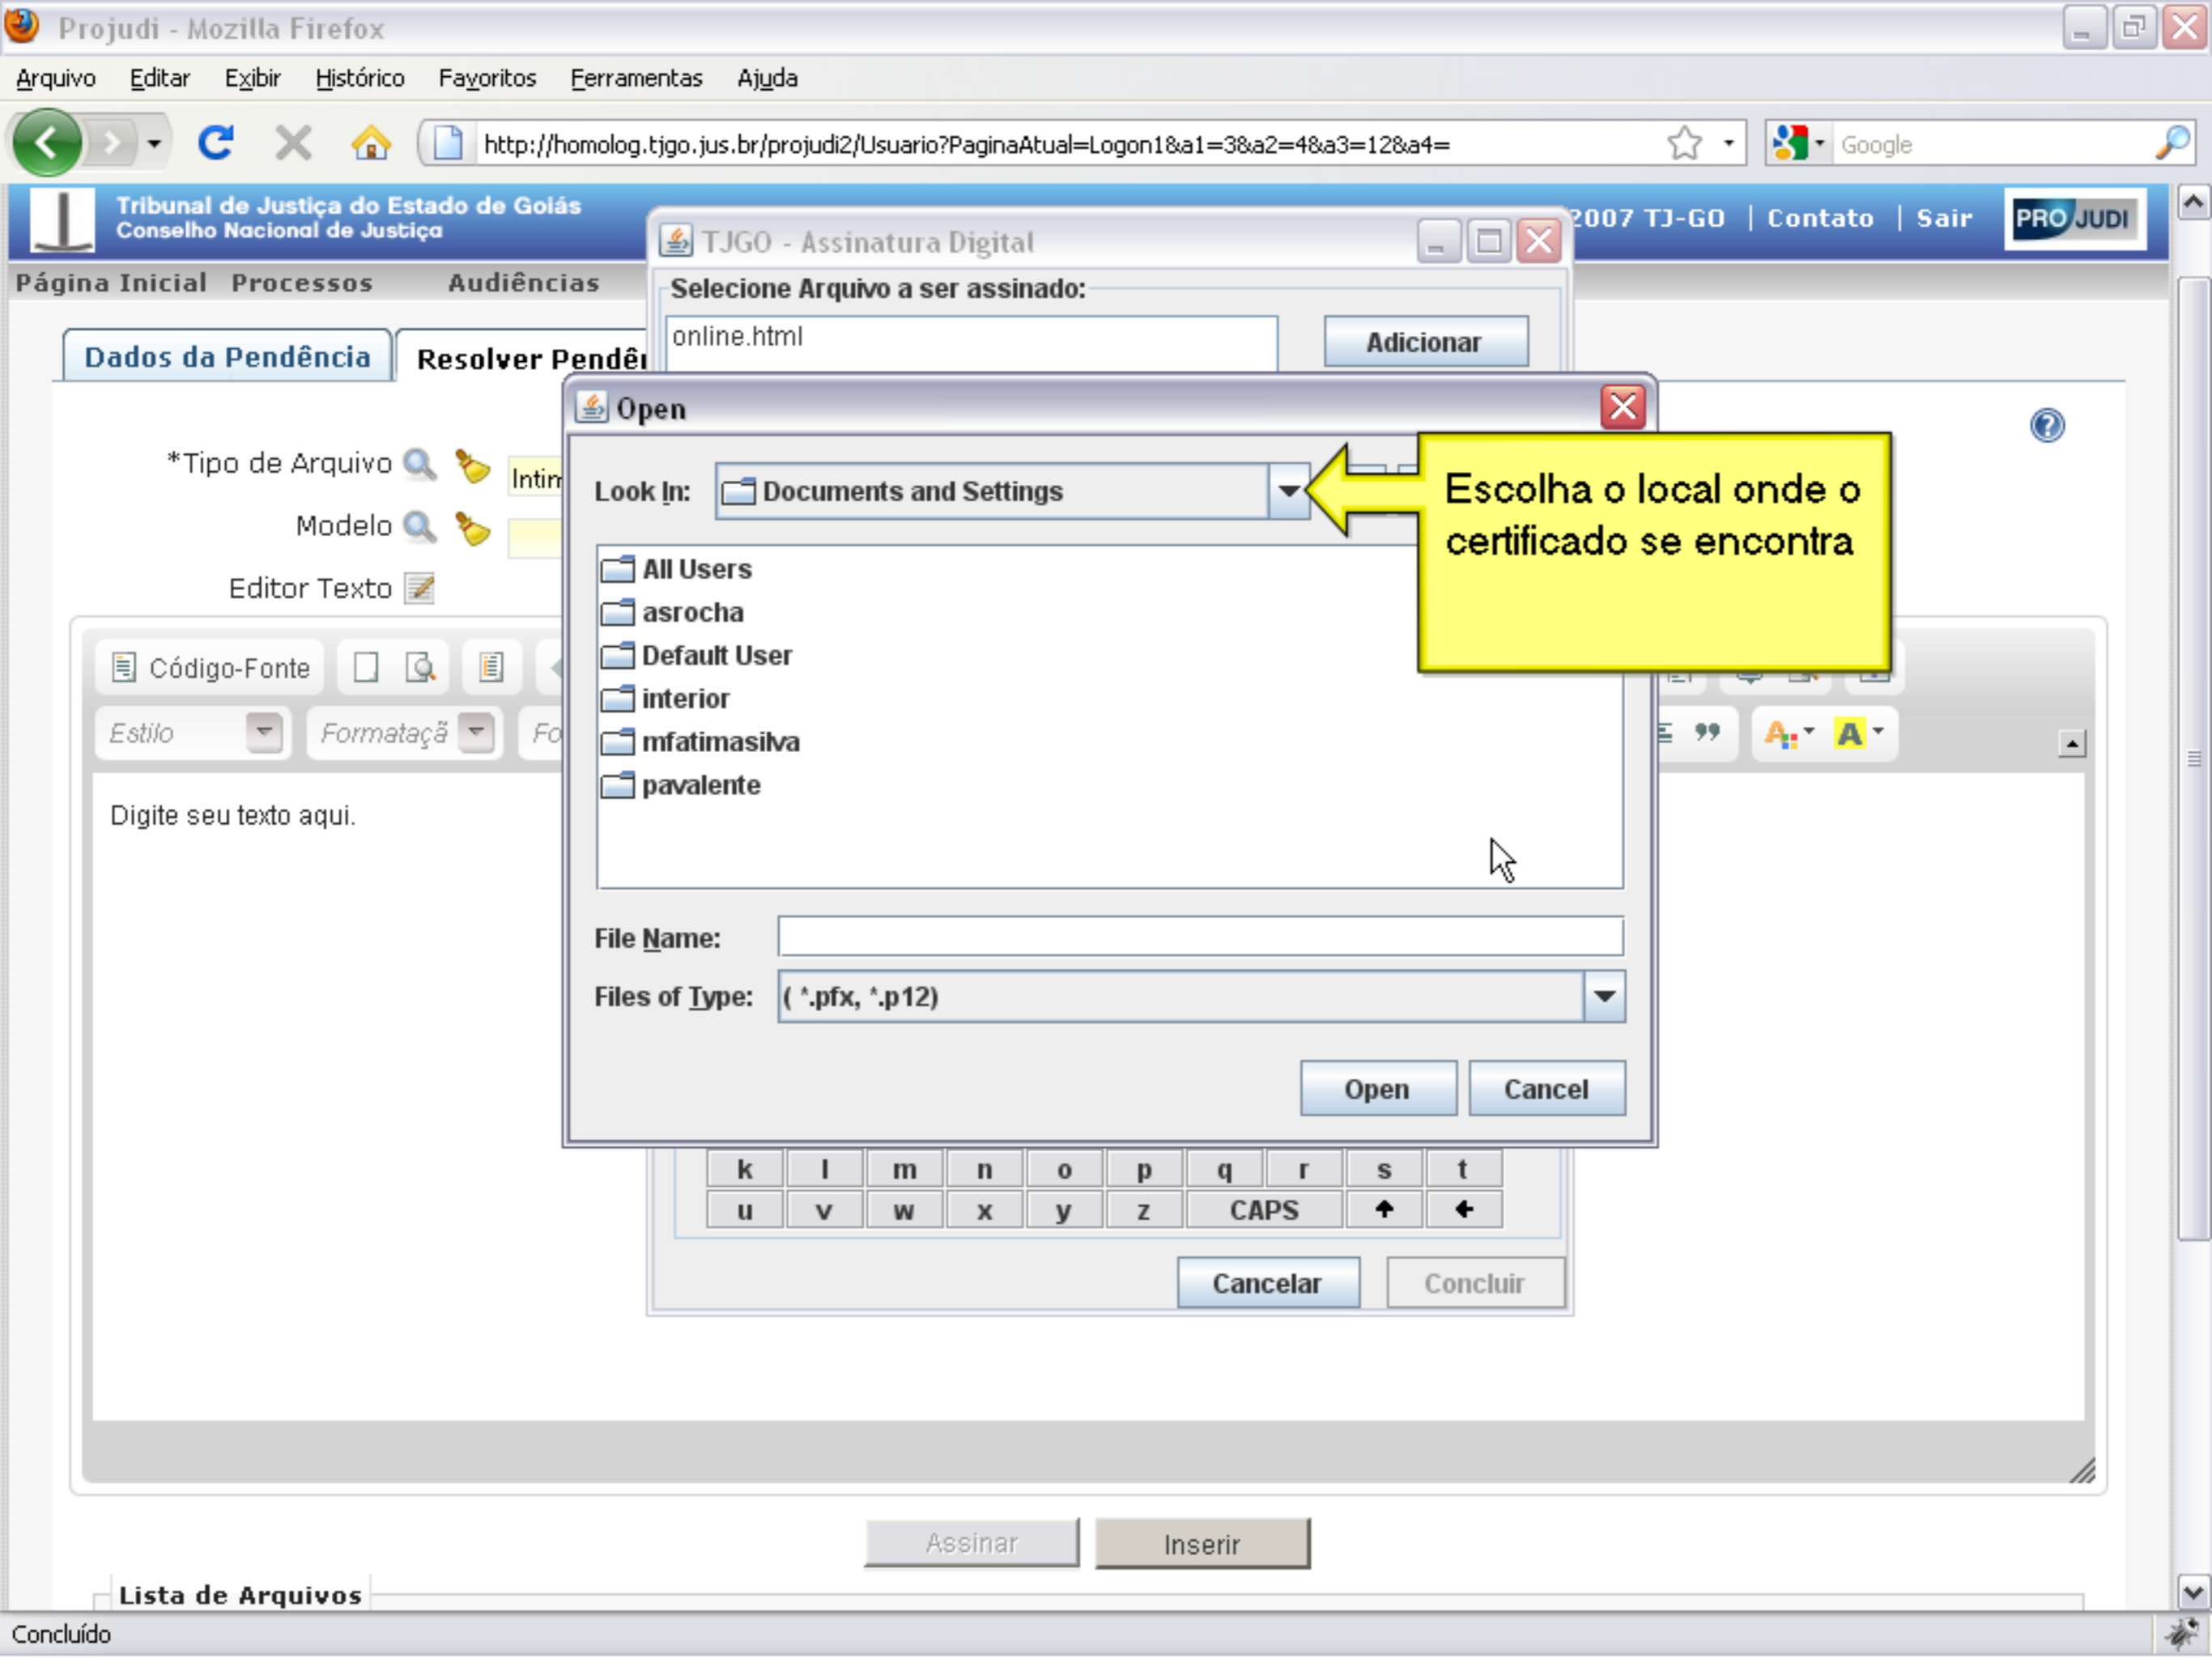 Projudi - Mozilla Firefox
Arquivo Editar Exibir Histórico Favoritos Ferramentas Ajuda
http://homolog.tjgo.jus.br/projudi2/Usuario?PaginaAtual=Logon1&a1=3&a2=4&a3=12&a4=
Google
Tribunal de Justiça do Estado de Goiás
Conselho Nacional de Justiça
2007 TJ-GO | Contato | Sair
PROJUDI
Página Inicial Processos Audiências
TJGO - Assinatura Digital
Selecione Arquivo a ser assinado:
online.html
Adicionar
Dados da Pendência
Resolver Pendê
Open
*Tipo de Arquivo
Intim
Modelo
Editor Texto
Look In: Documents and Settings
Escolha o local onde o
certificado se encontra
All Users
asrocha
Default User
interior
mfatimasilva
pavalente
Código-Fonte
Estilo
Formataçã
Fo
Digite seu texto aqui.
File Name:
Files of Type: ( *.pfx, *.p12)
Open Cancel
k l m n o p q r s t
u v w x y z CAPS
Cancelar Concluir
Assinar Inserir
Lista de Arquivos
Concluído